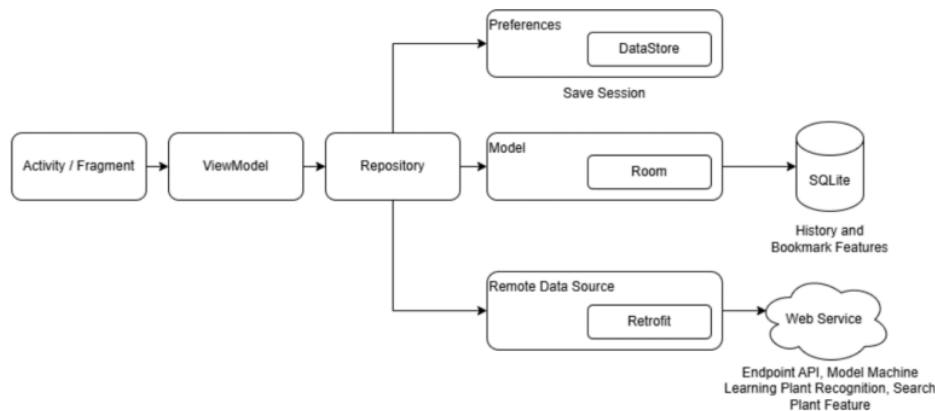 Preferences
DataStore
Save Session
Activity / Fragment
ViewModel
Repository
Model
Room
SQLite
History and
Bookmark Features
Remote Data Source
Retrofit
Web Service
Endpoint API, Model Machine
Learning Plant Recognition, Search
Plant Feature